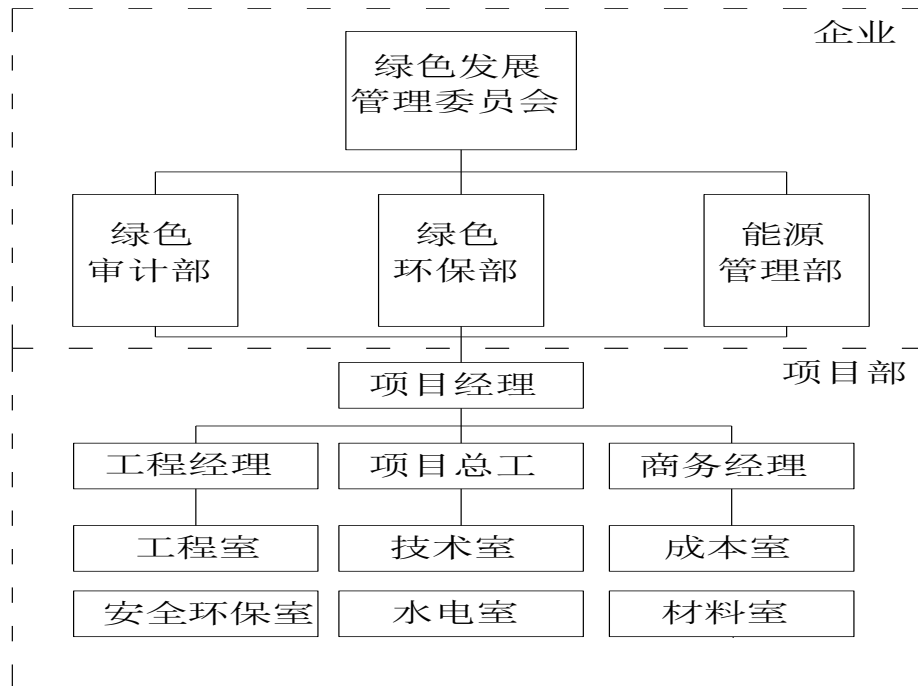 企业
绿色发展
管理委员会
绿色
审计部
绿色
环保部
能源
管理部
项目部
项目经理
工程经理
项目总工
商务经理
工程室
技术室
成本室
安全环保室
水电室
材料室